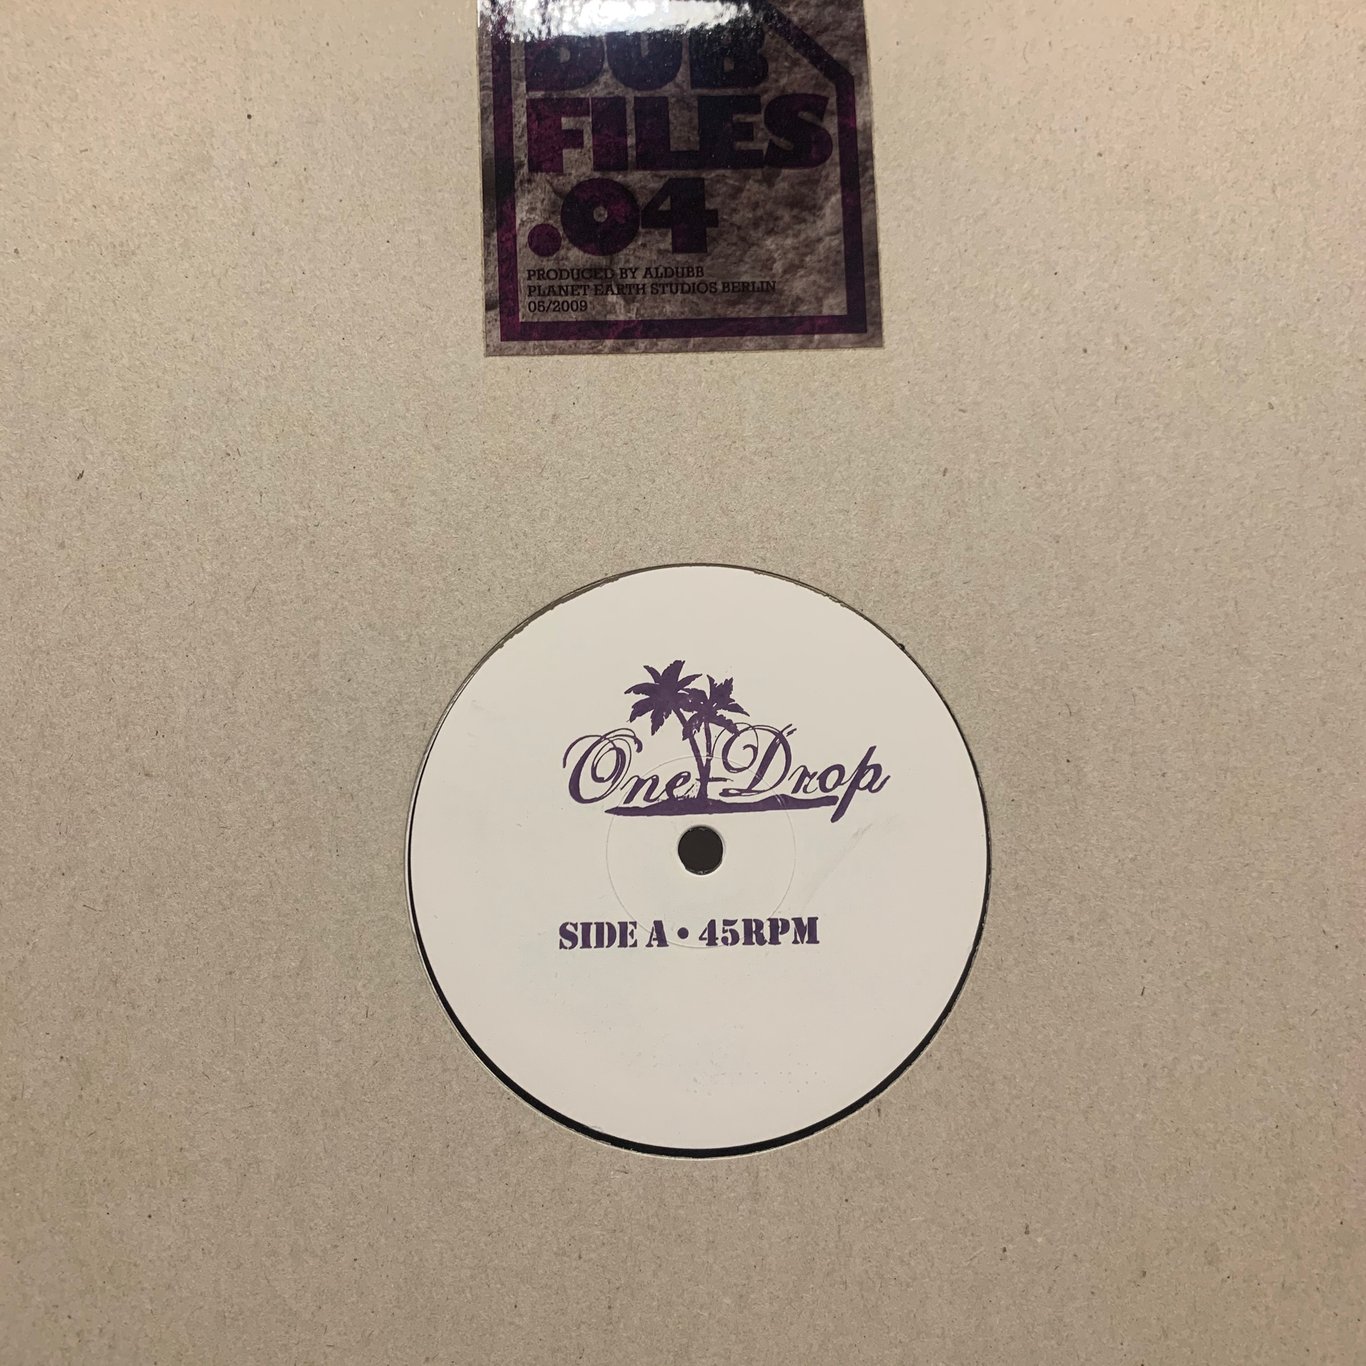 DUB
FILES
.04
PRODUCED BY ALDUBB
PLANET EARTH STUDIOS BERLIN
05/2009
One-Drop
SIDE A • 45RPM